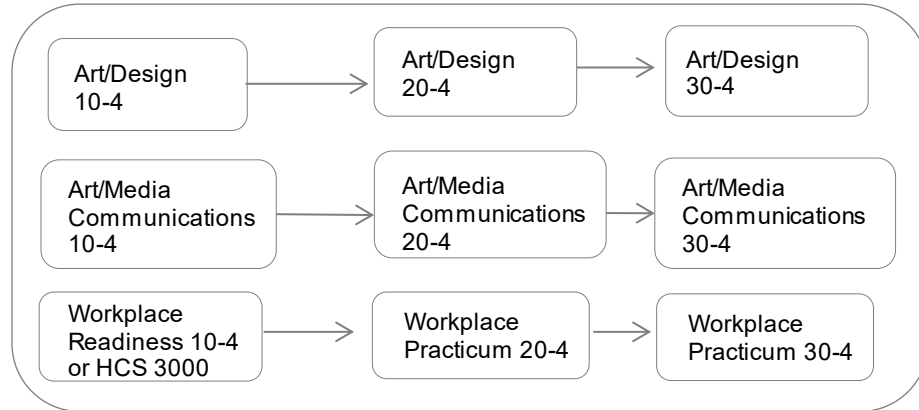 Art/Design
10-4
Art/Design
20-4
Art/Design
30-4
Art/Media
Communications
10-4
Art/Media
Communications
20-4
Art/Media
Communications
30-4
Workplace
Readiness 10-4
or HCS 3000
Workplace
Practicum 20-4
Workplace
Practicum 30-4